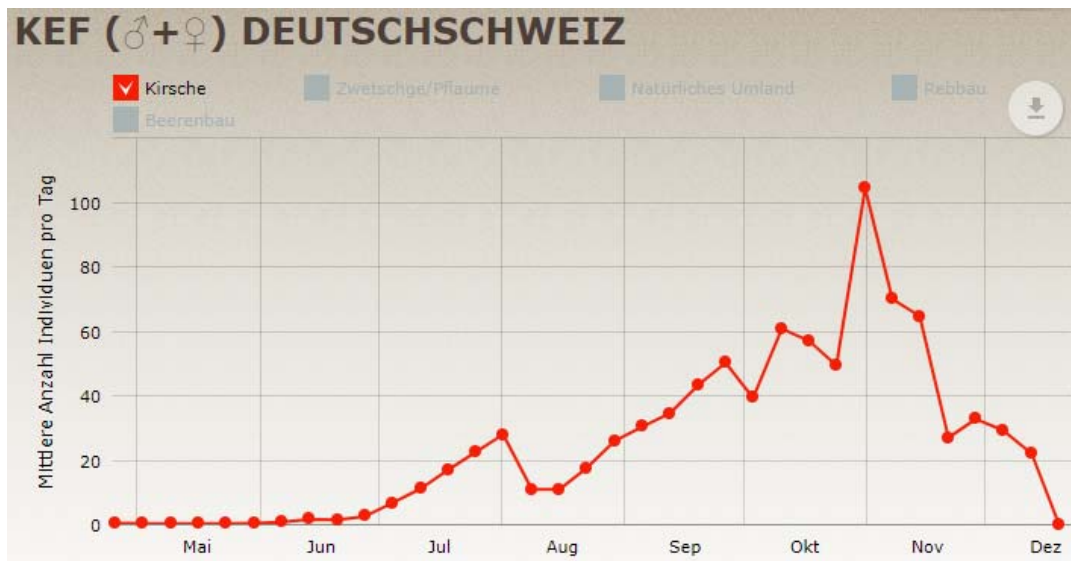 KEF (♂+♀) DEUTSCHSCHWEIZ
Kirsche
Zwetschge/Pflaume
Natürliches Umland
Rebbau
Beerenbau
Mittlere Anzahl Individuen pro Tag
100
80
60
40
20
0
Mai Jun Jul Aug Sep Okt Nov Dez